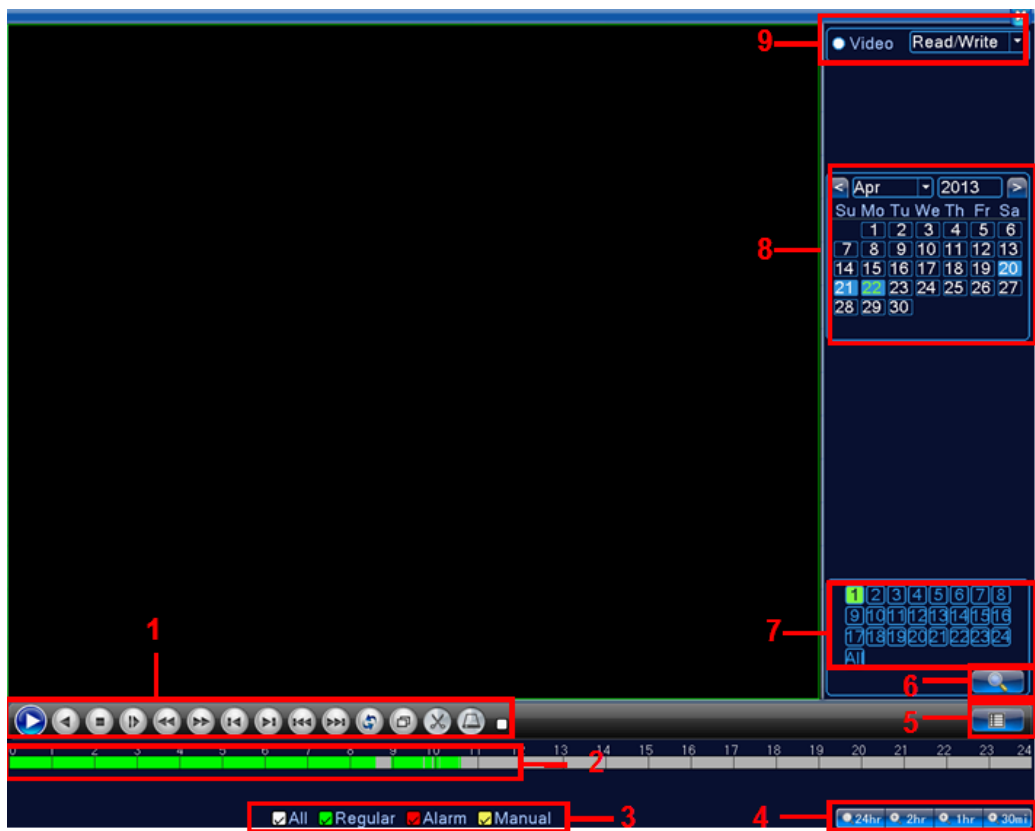 9
Video Read/Write
8
< Apr 2013 >
Su Mo Tu We Th Fr Sa
1 2 3 4 5 6
7 8 9 10 11 12 13
14 15 16 17 18 19 20
21 22 23 24 25 26 27
28 29 30
7
1 2 3 4 5 6 7 8
9 10 11 12 13 14 15 16
17 18 19 20 21 22 23 24
All
1
6
5
0 1 2 3 4 5 6 7 8 9 10 11 12 13 14 15 16 17 18 19 20 21 22 23 24
2
All Regular Alarm Manual
3
4
24hr 2hr 1hr 30mi